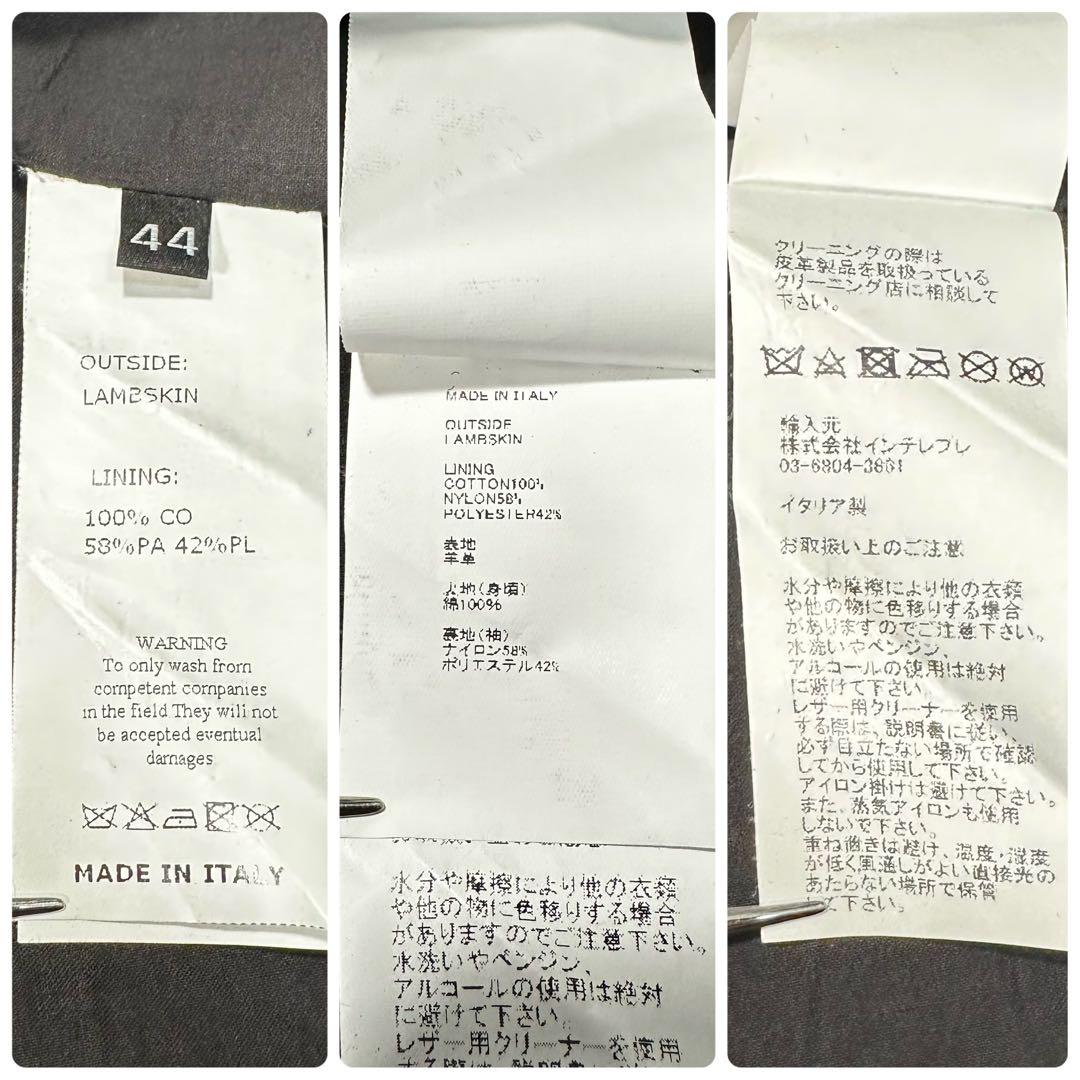 44
OUTSIDE:
LAMBSKIN
LINING:
100% CO
58%PA 42%PL
WARNING
To only wash from
competent companies
in the field They will not
be accepted eventual
damages
MADE IN ITALY
MADE IN ITALY
OUTSIDE
LAMBSKIN
LINING
COTTON100%
NYLON58%
POLYESTER42%
表地
羊革
裏地(身頃)
綿100%
裏地(袖)
ナイロン58%
ポリエステル42%
水分や摩擦により他の衣類
や他の物に色移りする場合
がありますのでご注意下さい。
水洗いやベンジン、
アルコールの使用は絶対
に避けて下さい。
レザー用クリーナーを使用
クリーニングの際は
皮革製品を取扱っている
クリーニング店に相談して
下さい。
輸入元
株式会社インテレプレ
03-6804-3861
イタリア製
お取扱い上のご注意
水分や摩擦により他の衣類
や他の物に色移りする場合
がありますのでご注意下さい。
水洗いやベンジン、
アルコールの使用は絶対
に避けて下さい。
レザー用クリーナーを使用
する際は、説明書に従い、
必ず目立たない場所で確認
してから使用して下さい。
アイロン掛けは避けて下さい。
また、蒸気アイロンも使用
しないで下さい。
重ね置きは避け、温度・湿度
が低く風通しがよい直接光の
あたらない場所で保管
して下さい。